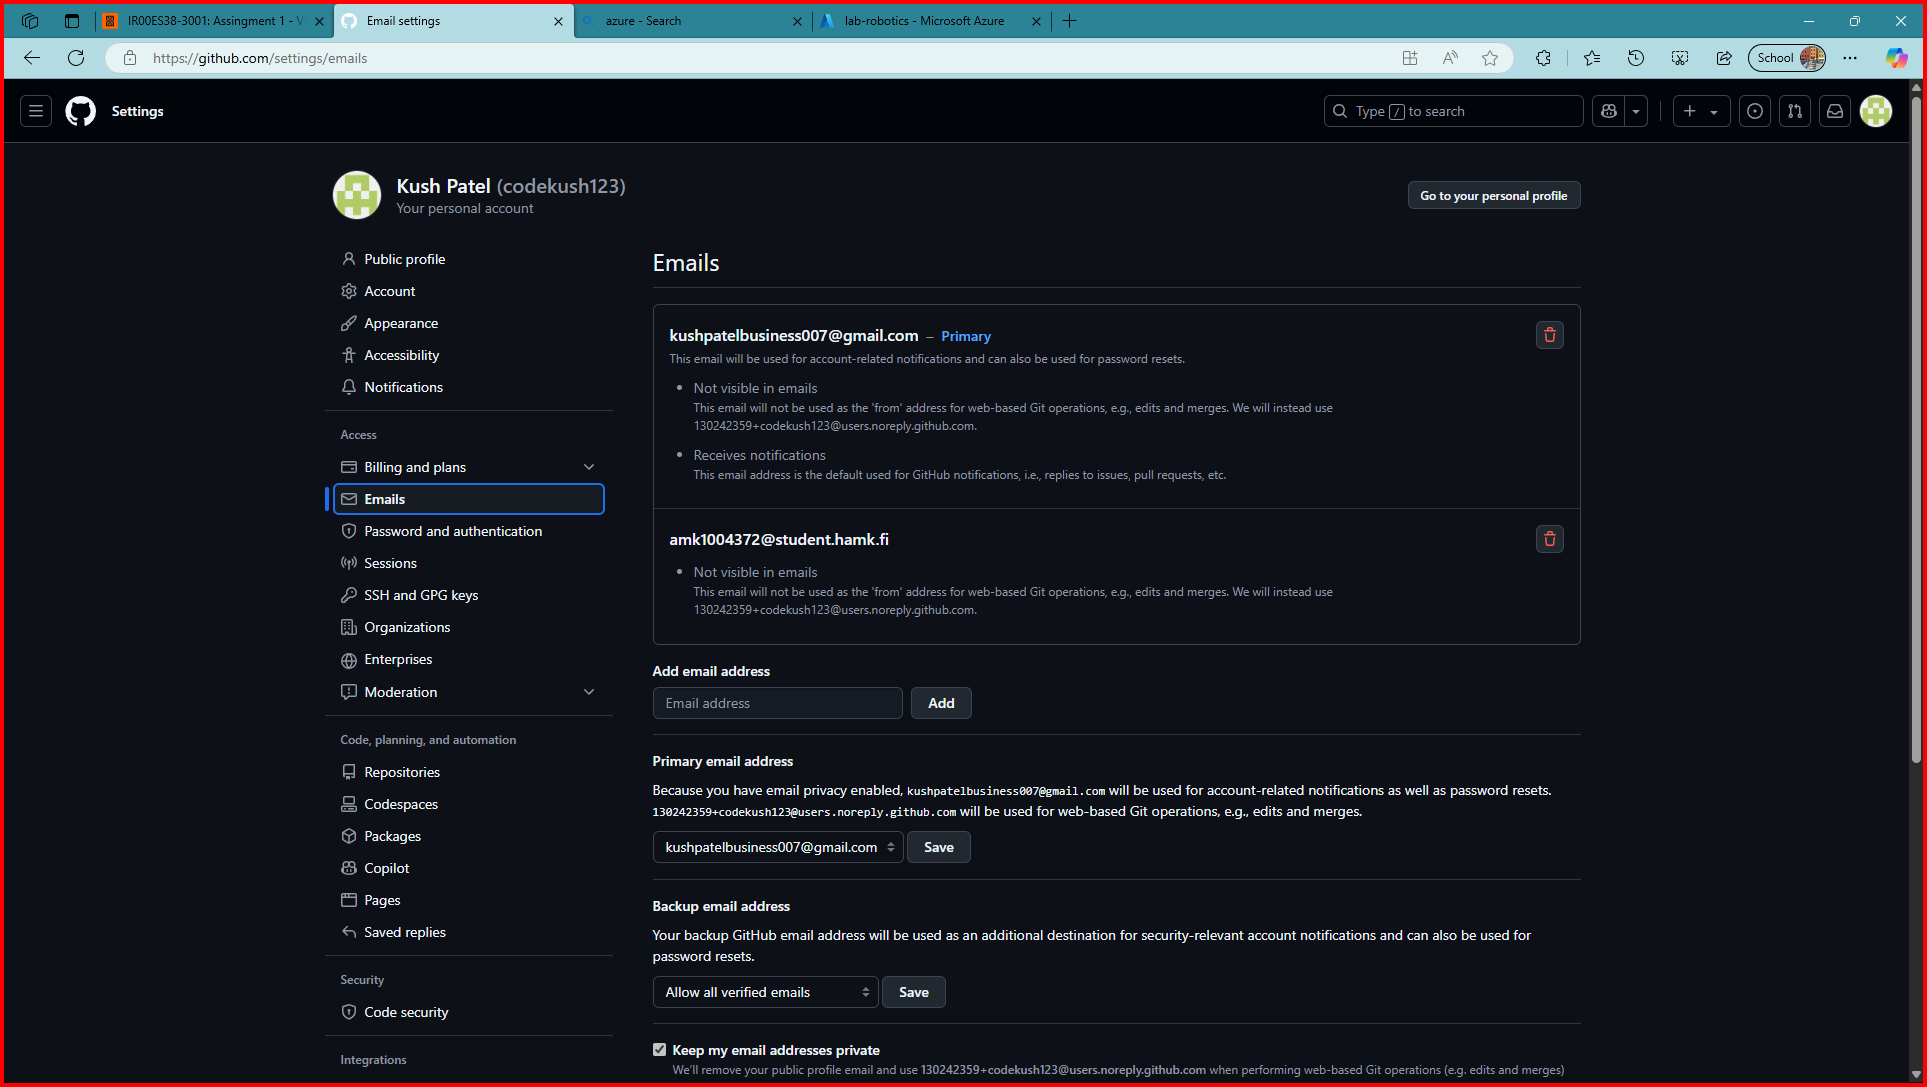 IR00ES38-3001: Assingment 1 - V
Email settings
azure - Search
lab-robotics - Microsoft Azure
https://github.com/settings/emails
School
Settings
Type / to search
Kush Patel (codekush123)
Your personal account
Go to your personal profile
Public profile
Account
Appearance
Accessibility
Notifications
Access
Billing and plans
Emails
Password and authentication
Sessions
SSH and GPG keys
Organizations
Enterprises
Moderation
Code, planning, and automation
Repositories
Codespaces
Packages
Copilot
Pages
Saved replies
Security
Code security
Integrations
Emails
kushpatelbusiness007@gmail.com – Primary
This email will be used for account-related notifications and can also be used for password resets.
• Not visible in emails
This email will not be used as the 'from' address for web-based Git operations, e.g., edits and merges. We will instead use
130242359+codekush123@users.noreply.github.com.
• Receives notifications
This email address is the default used for GitHub notifications, i.e., replies to issues, pull requests, etc.
amk1004372@student.hamk.fi
• Not visible in emails
This email will not be used as the 'from' address for web-based Git operations, e.g., edits and merges. We will instead use
130242359+codekush123@users.noreply.github.com.
Add email address
Email address
Add
Primary email address
Because you have email privacy enabled, kushpatelbusiness007@gmail.com will be used for account-related notifications as well as password resets.
130242359+codekush123@users.noreply.github.com will be used for web-based Git operations, e.g., edits and merges.
kushpatelbusiness007@gmail.com
Save
Backup email address
Your backup GitHub email address will be used as an additional destination for security-relevant account notifications and can also be used for
password resets.
Allow all verified emails
Save
Keep my email addresses private
We'll remove your public profile email and use 130242359+codekush123@users.noreply.github.com when performing web-based Git operations (e.g. edits and merges)